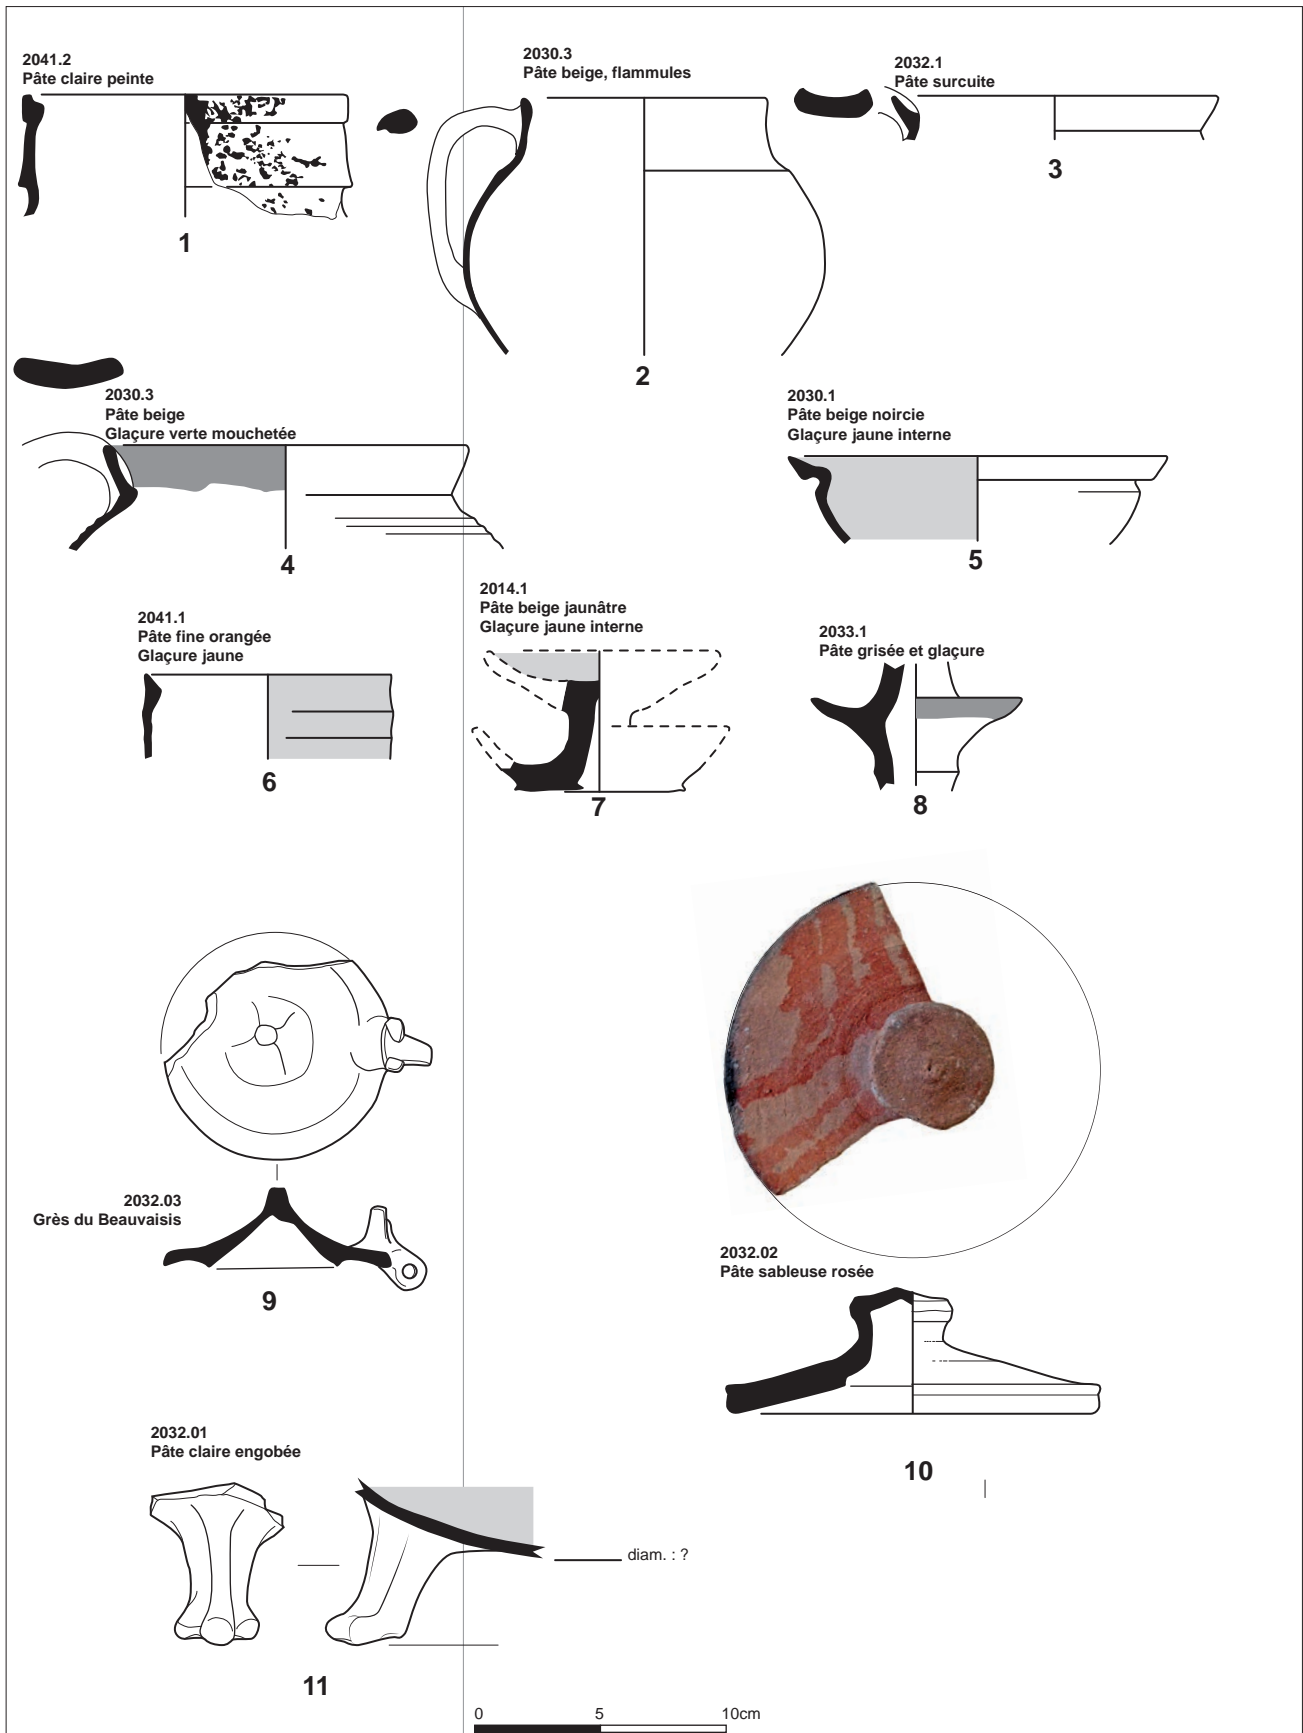 2041.2
Pâte claire peinte
1
2030.3
Pâte beige, flammules
2
2032.1
Pâte surcuite
3
2030.3
Pâte beige
Glaçure verte mouchetée
4
2030.1
Pâte beige noircie
Glaçure jaune interne
5
2041.1
Pâte fine orangée
Glaçure jaune
6
2014.1
Pâte beige jaunâtre
Glaçure jaune interne
7
2033.1
Pâte grisée et glaçure
8
2032.03
Grès du Beauvaisis
9
2032.02
Pâte sableuse rosée
10
2032.01
Pâte claire engobée
diam. : ?
11
0 5 10cm